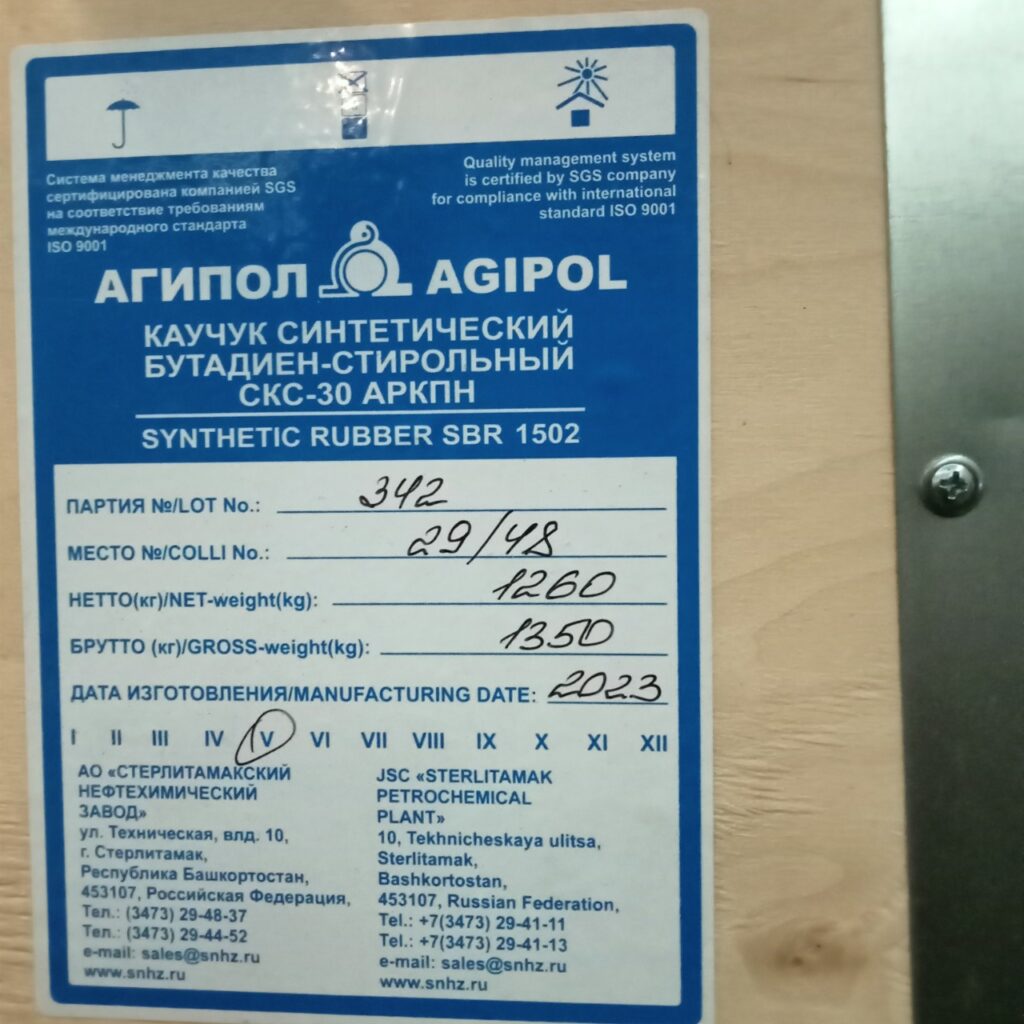 Система менеджмента качества
сертифицирована компанией SGS
на соответствие требованиям
международного стандарта
ISO 9001
Quality management system
is certified by SGS company
for compliance with international
standard ISO 9001
АГИПОЛ AGIPOL
КАУЧУК СИНТЕТИЧЕСКИЙ
БУТАДИЕН-СТИРОЛЬНЫЙ
СКС-30 АРКПН
SYNTHETIC RUBBER SBR 1502
ПАРТИЯ №/LOT No.: 342
МЕСТО №/COLLI No.: 29/48
НЕТТО(кг)/NET-weight(kg): 1260
БРУТТО (кг)/GROSS-weight(kg): 1350
ДАТА ИЗГОТОВЛЕНИЯ/MANUFACTURING DATE: 2023
I II III IV V VI VII VIII IX X XI XII
АО «СТЕРЛИТАМАКСКИЙ
НЕФТЕХИМИЧЕСКИЙ
ЗАВОД»
ул. Техническая, влд. 10,
г. Стерлитамак,
Республика Башкортостан,
453107, Российская Федерация,
Тел.: (3473) 29-48-37
Тел.: (3473) 29-44-52
e-mail: sales@snhz.ru
www.snhz.ru
JSC «STERLITAMAK
PETROCHEMICAL
PLANT»
10, Tekhnicheskaya ulitsa,
Sterlitamak,
Bashkortostan,
453107, Russian Federation,
Tel.: +7(3473) 29-41-11
Tel.: +7(3473) 29-41-13
e-mail: sales@snhz.ru
www.snhz.ru